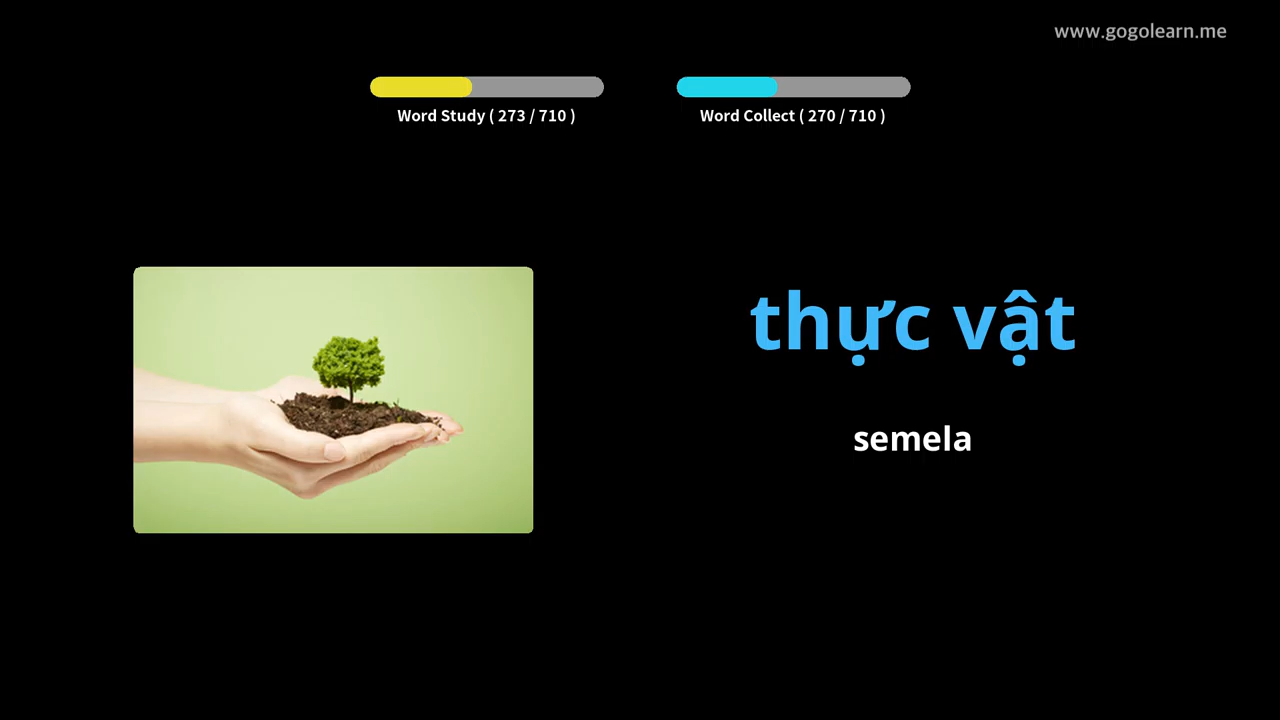 www.gogolearn.me
Word Study ( 273 / 710 )
Word Collect ( 270 / 710 )
thực vật
semela